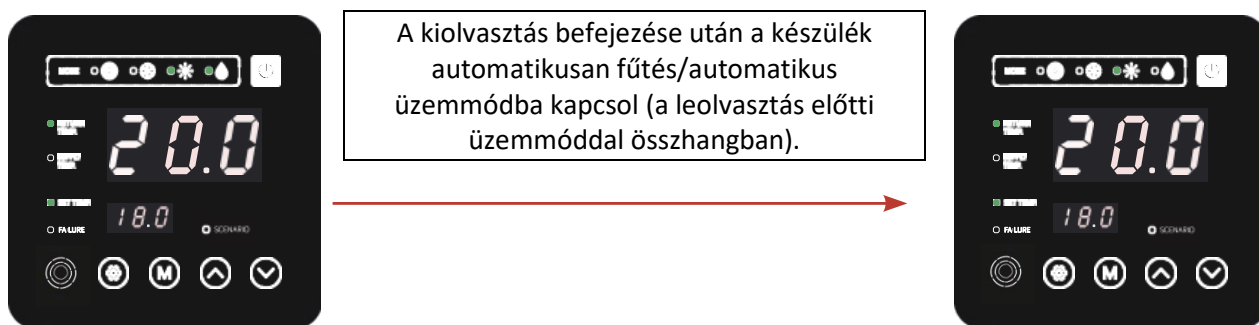 20.0
18.0
FAILURE
SCENARIO
M
A kiolvasztás befejezése után a készülék
automatikusan fűtés/automatikus
üzemmódba kapcsol (a leolvasztás előtti
üzemmóddal összhangban).
20.0
18.0
FAILURE
SCENARIO
M